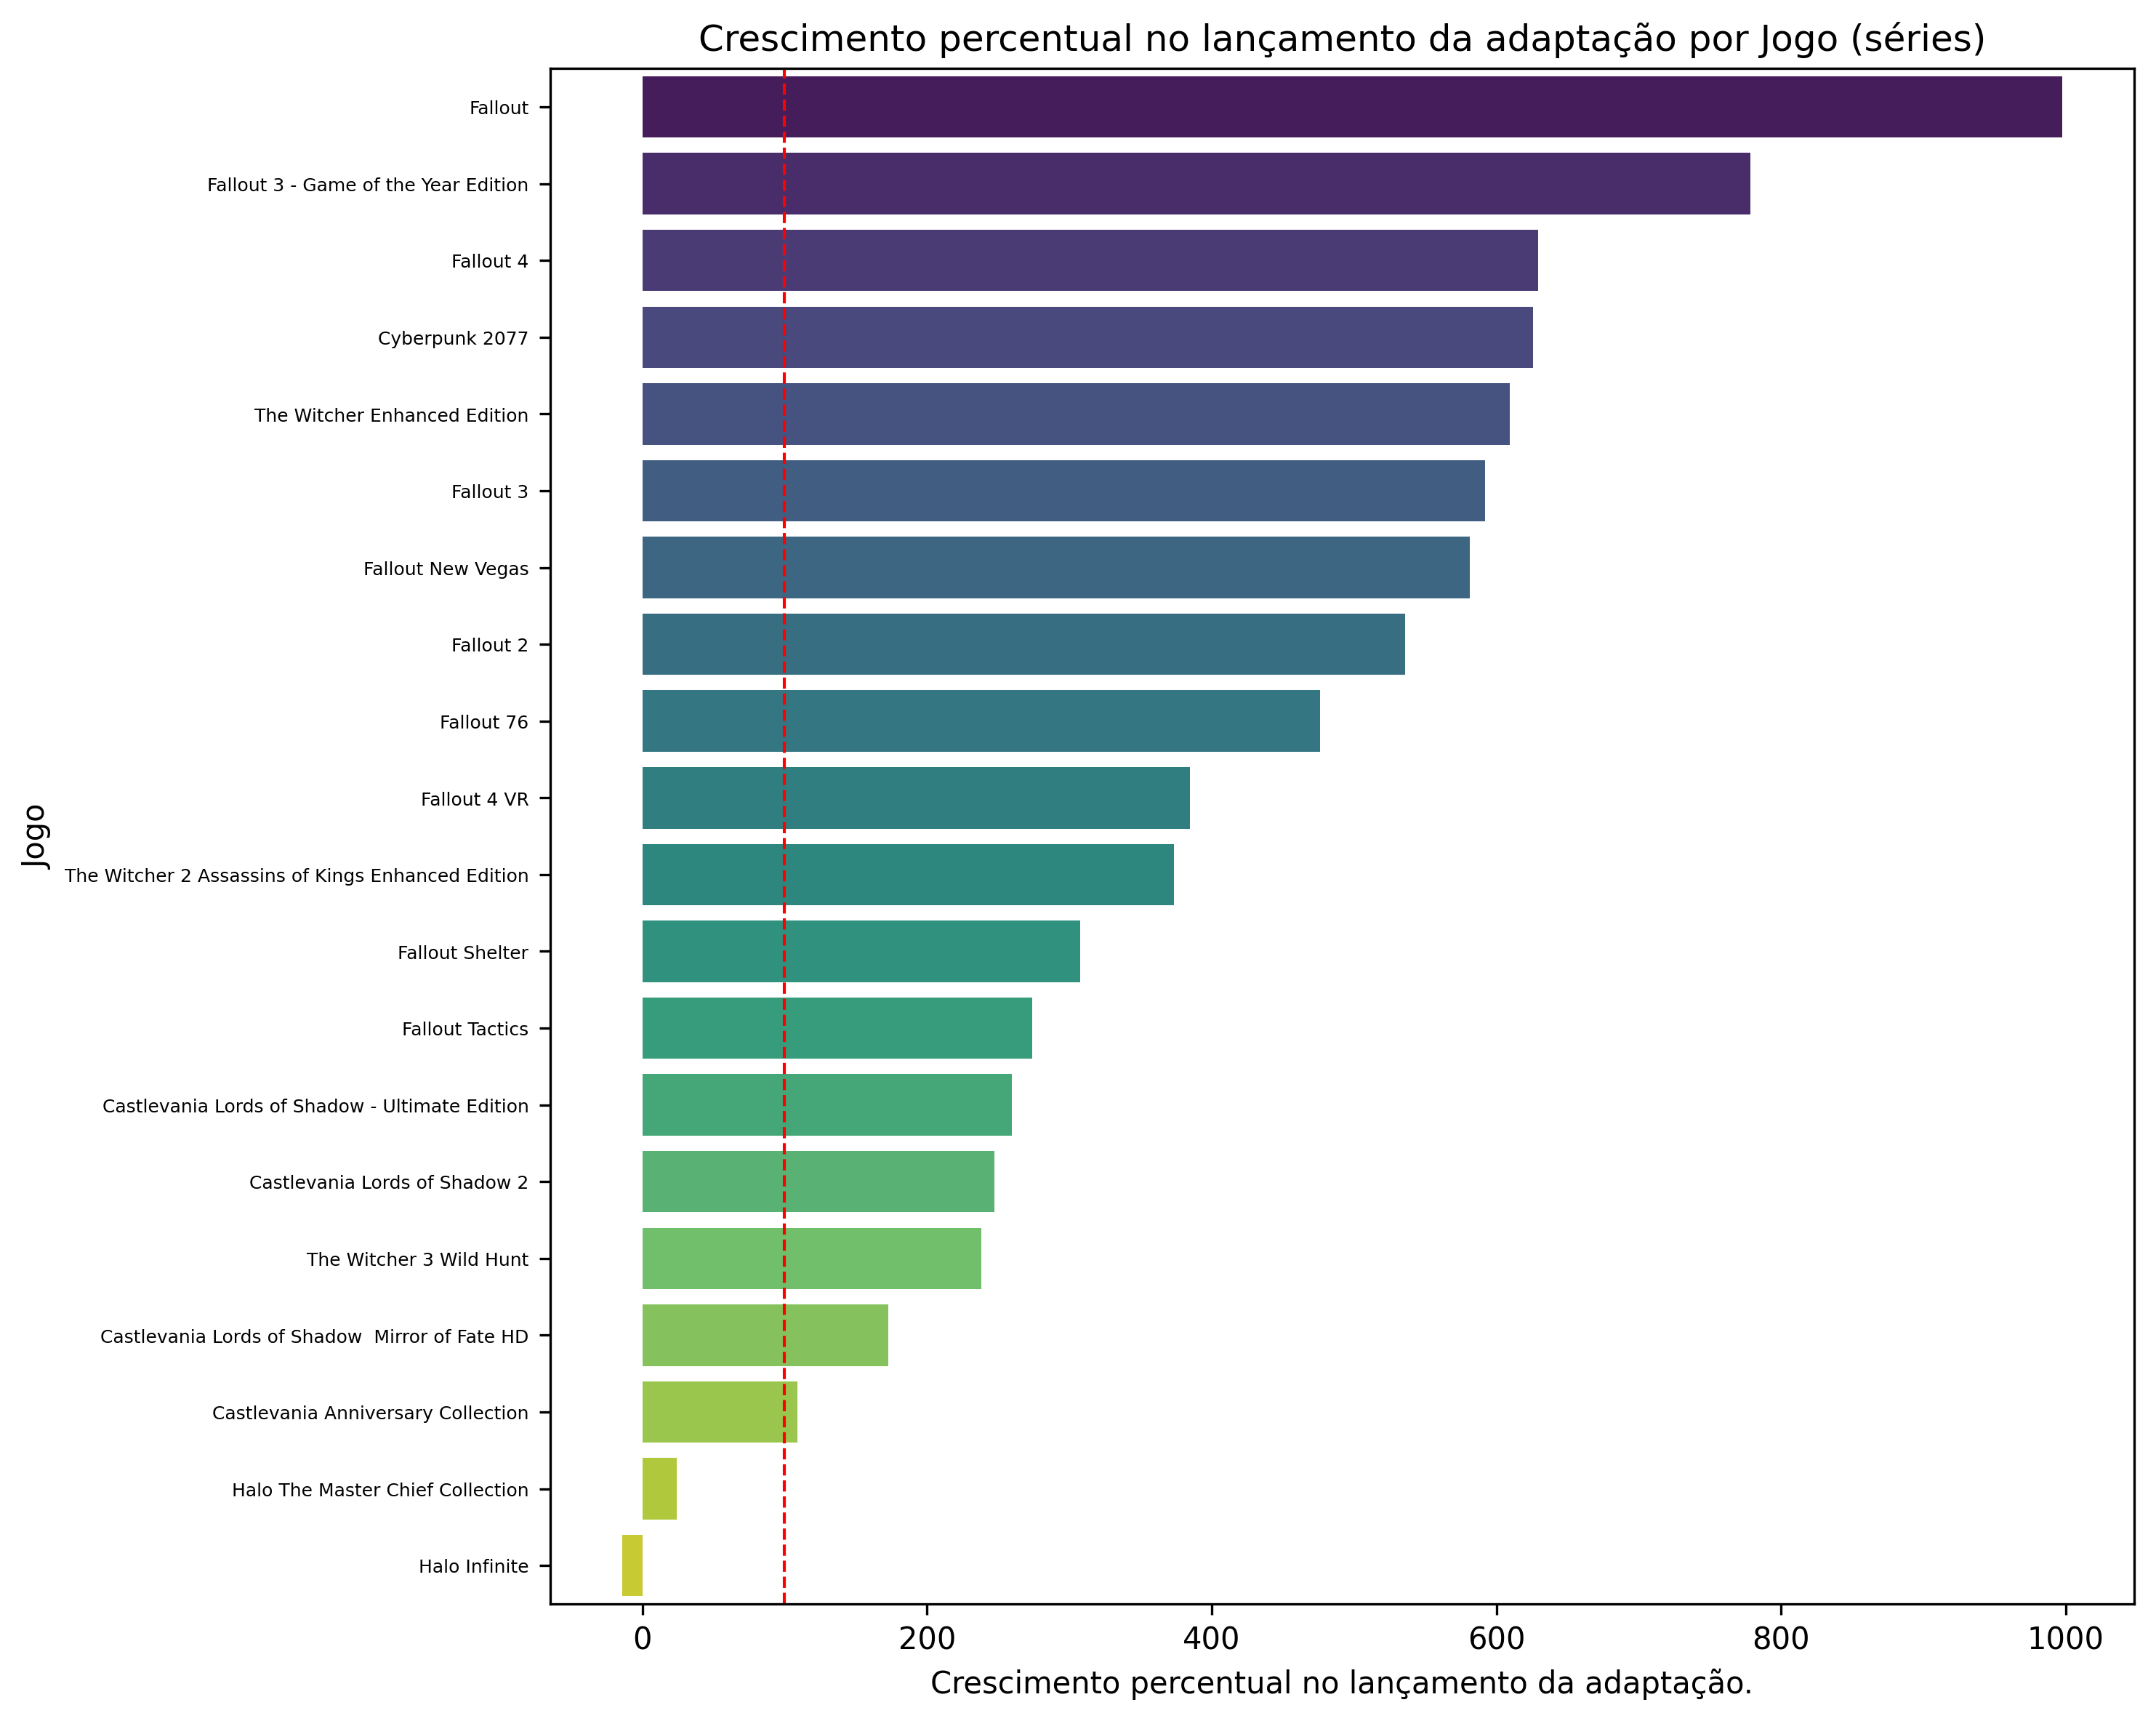 Crescimento percentual no lançamento da adaptação por Jogo (séries)
Fallout
Fallout 3 - Game of the Year Edition
Fallout 4
Cyberpunk 2077
The Witcher Enhanced Edition
Fallout 3
Fallout New Vegas
Fallout 2
Fallout 76
Fallout 4 VR
Jogo
The Witcher 2 Assassins of Kings Enhanced Edition
Fallout Shelter
Fallout Tactics
Castlevania Lords of Shadow - Ultimate Edition
Castlevania Lords of Shadow 2
The Witcher 3 Wild Hunt
Castlevania Lords of Shadow  Mirror of Fate HD
Castlevania Anniversary Collection
Halo The Master Chief Collection
Halo Infinite
0 200 400 600 800 1000
Crescimento percentual no lançamento da adaptação.